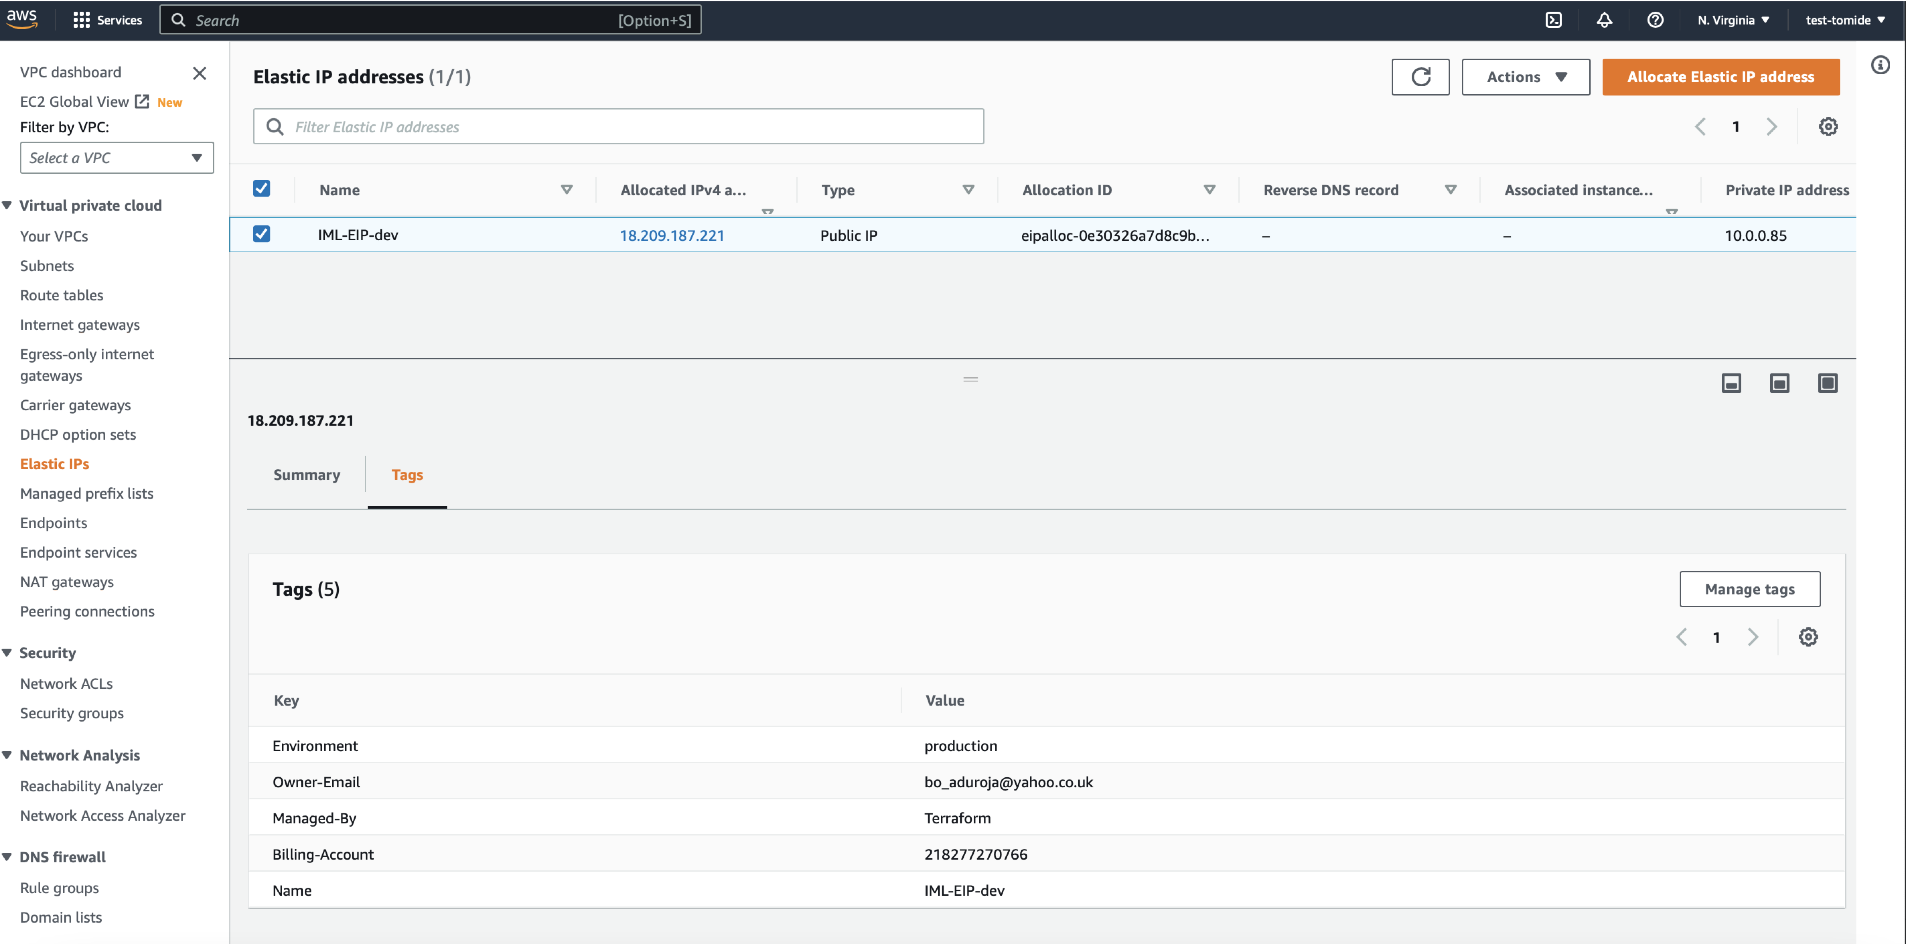 aws
Services
Search
[Option+S]
N. Virginia
test-tomide
VPC dashboard
EC2 Global View New
Filter by VPC:
Select a VPC
Virtual private cloud
Your VPCs
Subnets
Route tables
Internet gateways
Egress-only internet
gateways
Carrier gateways
DHCP option sets
Elastic IPs
Managed prefix lists
Endpoints
Endpoint services
NAT gateways
Peering connections
Security
Network ACLs
Security groups
Network Analysis
Reachability Analyzer
Network Access Analyzer
DNS firewall
Rule groups
Domain lists
Elastic IP addresses (1/1)
Actions
Allocate Elastic IP address
Filter Elastic IP addresses
1
Name Allocated IPv4 a... Type Allocation ID Reverse DNS record Associated instance... Private IP address
IML-EIP-dev 18.209.187.221 Public IP eipalloc-0e30326a7d8c9b... – – 10.0.0.85
18.209.187.221
Summary Tags
Tags (5)
Manage tags
1
Key Value
Environment production
Owner-Email bo_aduroja@yahoo.co.uk
Managed-By Terraform
Billing-Account 218277270766
Name IML-EIP-dev